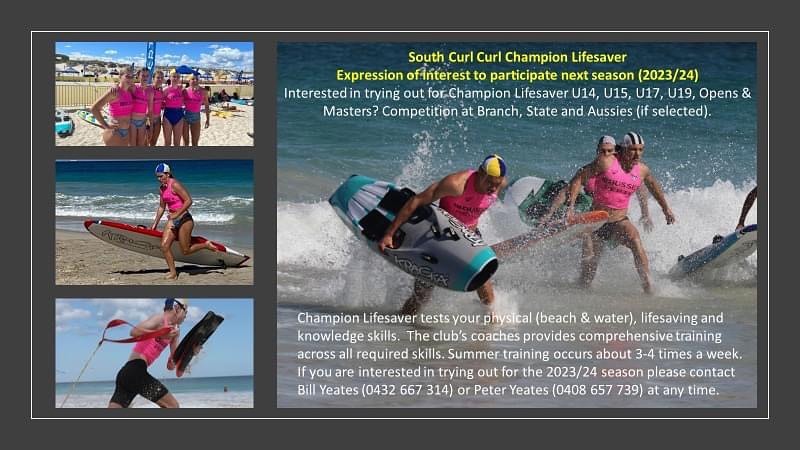 South Curl Curl Champion Lifesaver
Expression of Interest to participate next season (2023/24)
Interested in trying out for Champion Lifesaver U14, U15, U17, U19, Opens &
Masters? Competition at Branch, State and Aussies (if selected).
KRACKA
Champion Lifesaver tests your physical (beach & water), lifesaving and
knowledge skills. The club's coaches provides comprehensive training
across all required skills. Summer training occurs about 3-4 times a week.
If you are interested in trying out for the 2023/24 season please contact
Bill Yeates (0432 667 314) or Peter Yeates (0408 657 739) at any time.